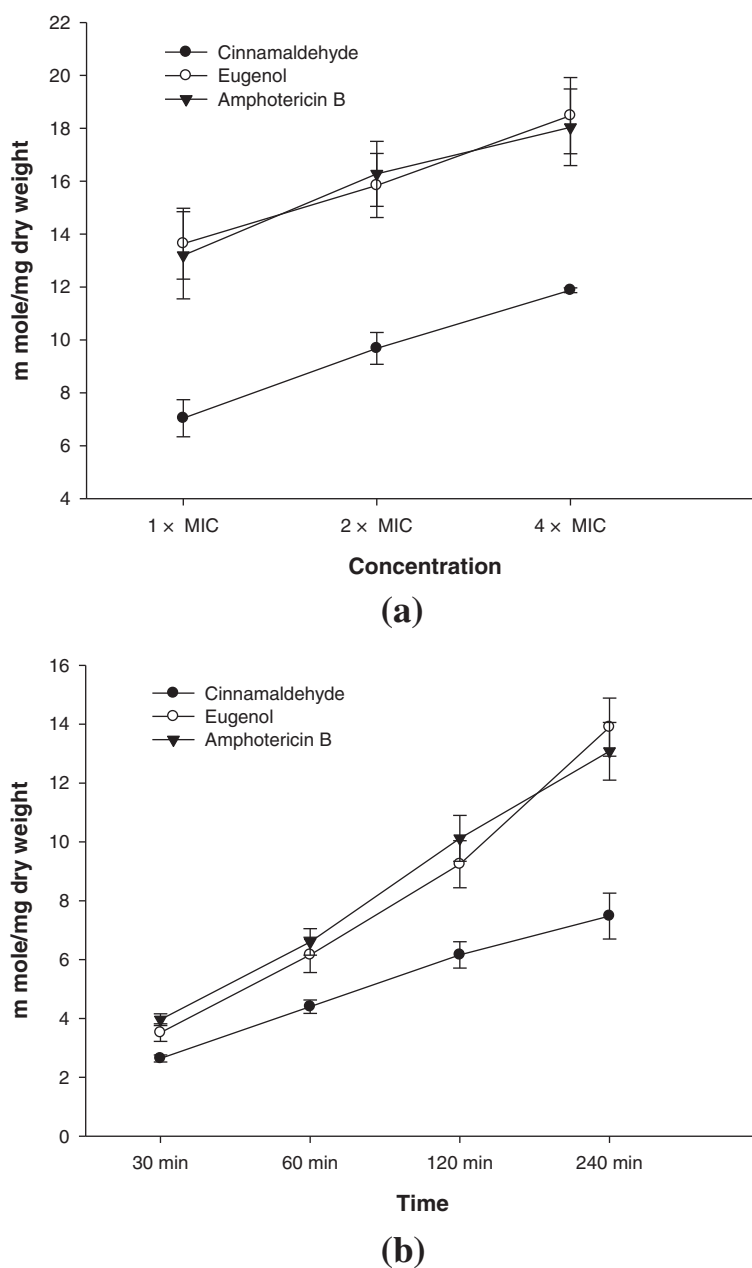 22
20
18
16
14
12
10
8
6
4
m mole/mg dry weight
Cinnamaldehyde
Eugenol
Amphotericin B
1 × MIC
2 × MIC
4 × MIC
Concentration
(a)
16
14
12
10
8
6
4
2
0
m mole/mg dry weight
Cinnamaldehyde
Eugenol
Amphotericin B
30 min
60 min
120 min
240 min
Time
(b)